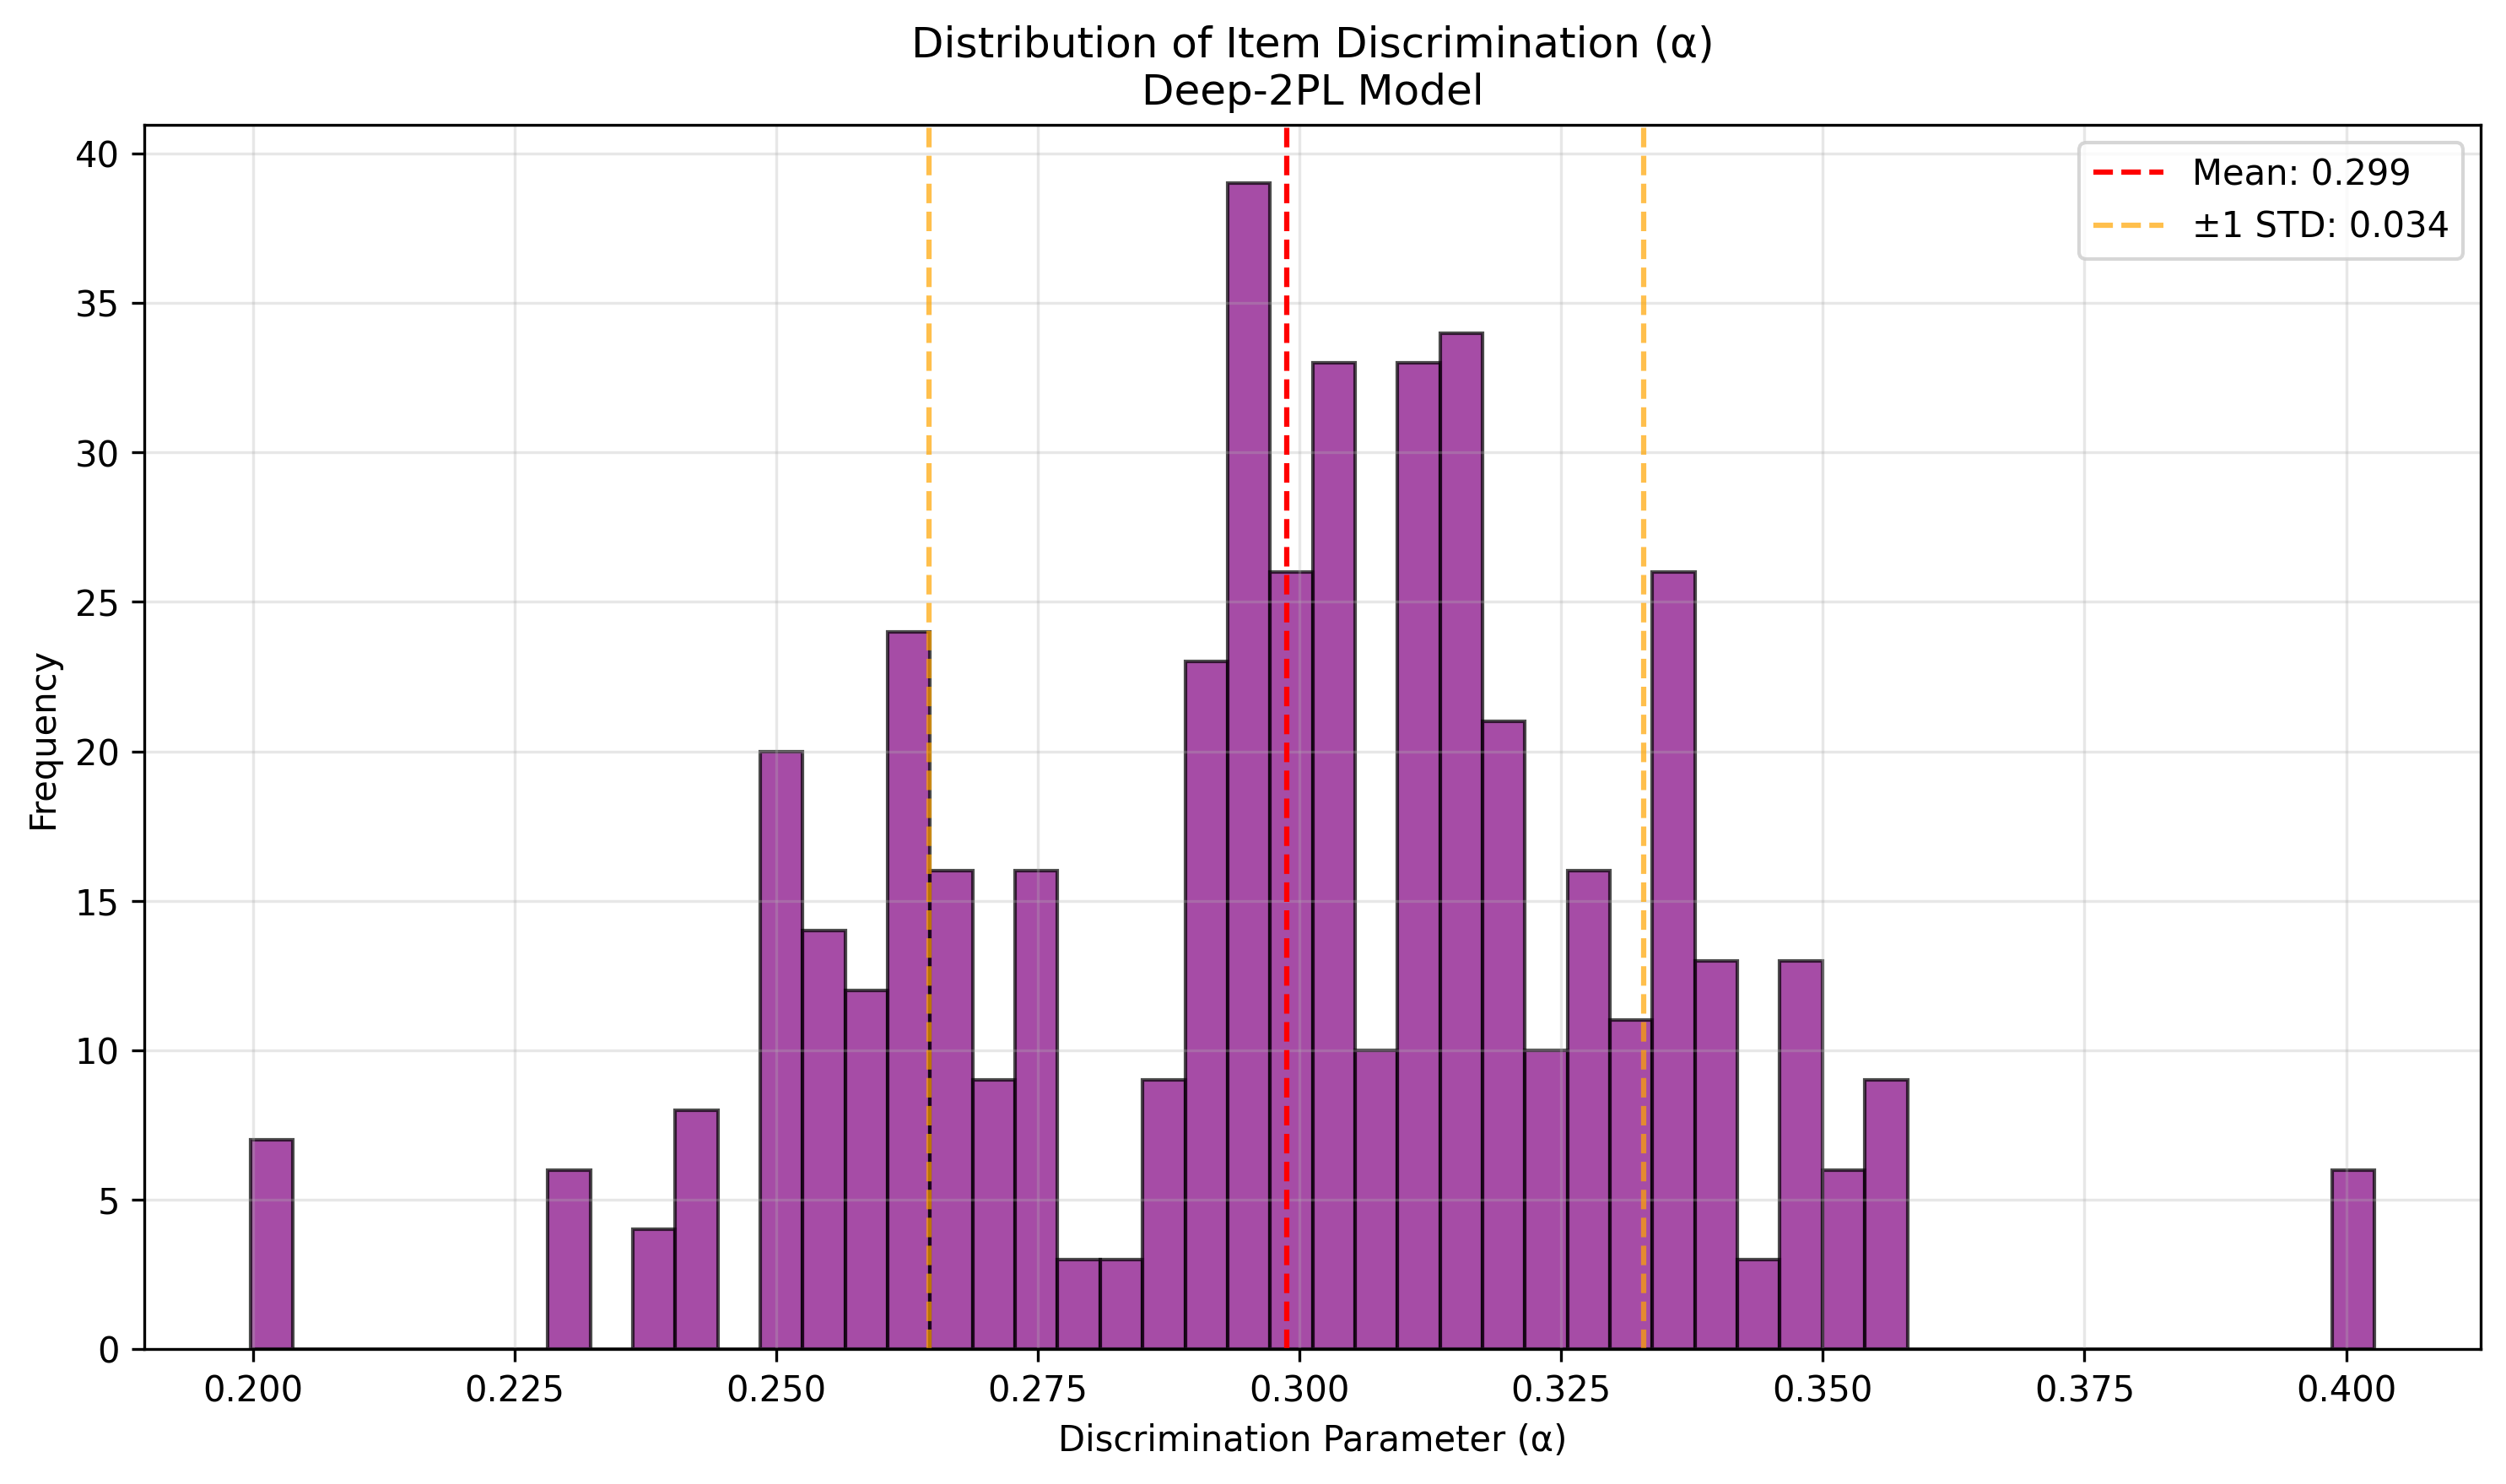 Distribution of Item Discrimination (α)
Deep-2PL Model
Mean: 0.299
±1 STD: 0.034
Frequency
40
35
30
25
20
15
10
5
0
0.200 0.225 0.250 0.275 0.300 0.325 0.350 0.375 0.400
Discrimination Parameter (α)